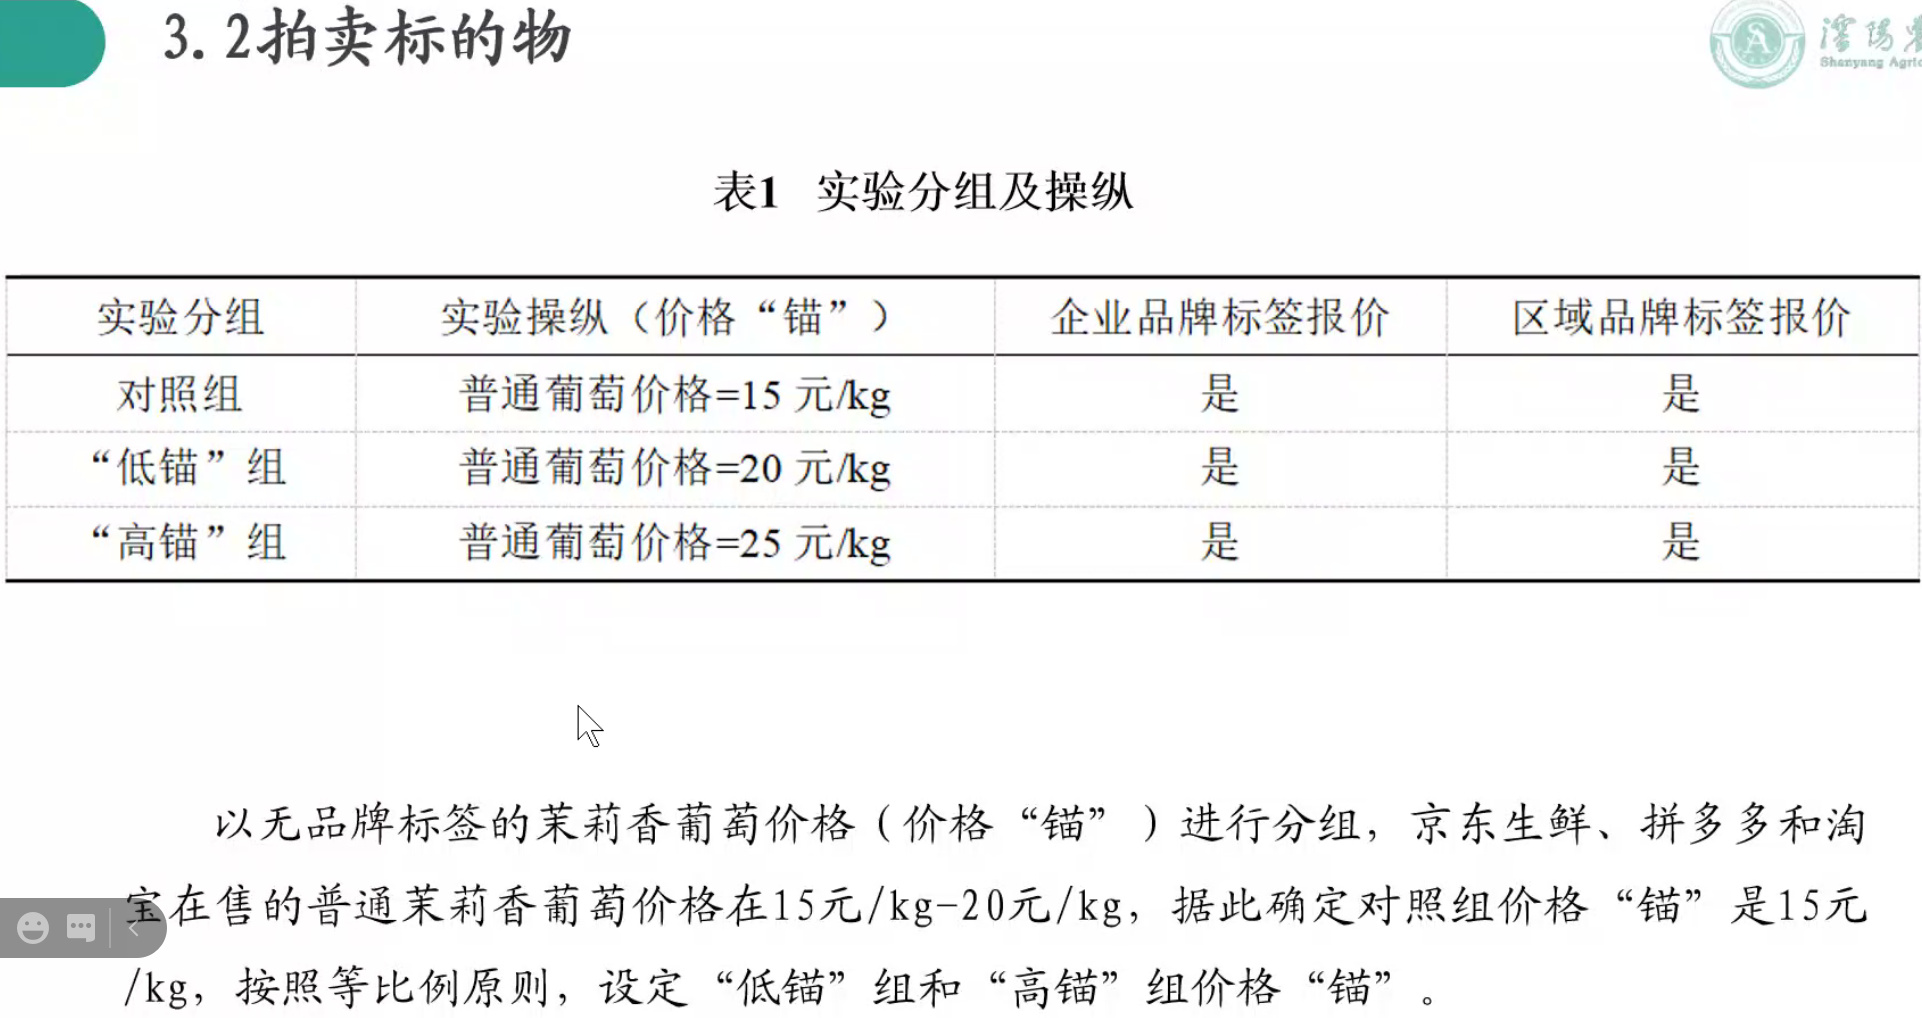 3.2拍卖标的物
Shenyang Agric
表1 实验分组及操纵
实验分组 实验操纵（价格“锚”） 企业品牌标签报价 区域品牌标签报价
对照组 普通葡萄价格=15 元/kg 是 是
“低锚”组 普通葡萄价格=20 元/kg 是 是
“高锚”组 普通葡萄价格=25 元/kg 是 是
以无品牌标签的茉莉香葡萄价格（价格“锚”）进行分组，京东生鲜、拼多多和淘
宝在售的普通茉莉香葡萄价格在15元/kg-20元/kg，据此确定对照组价格“锚”是15元
/kg，按照等比例原则，设定“低锚”组和“高锚”组价格“锚”。